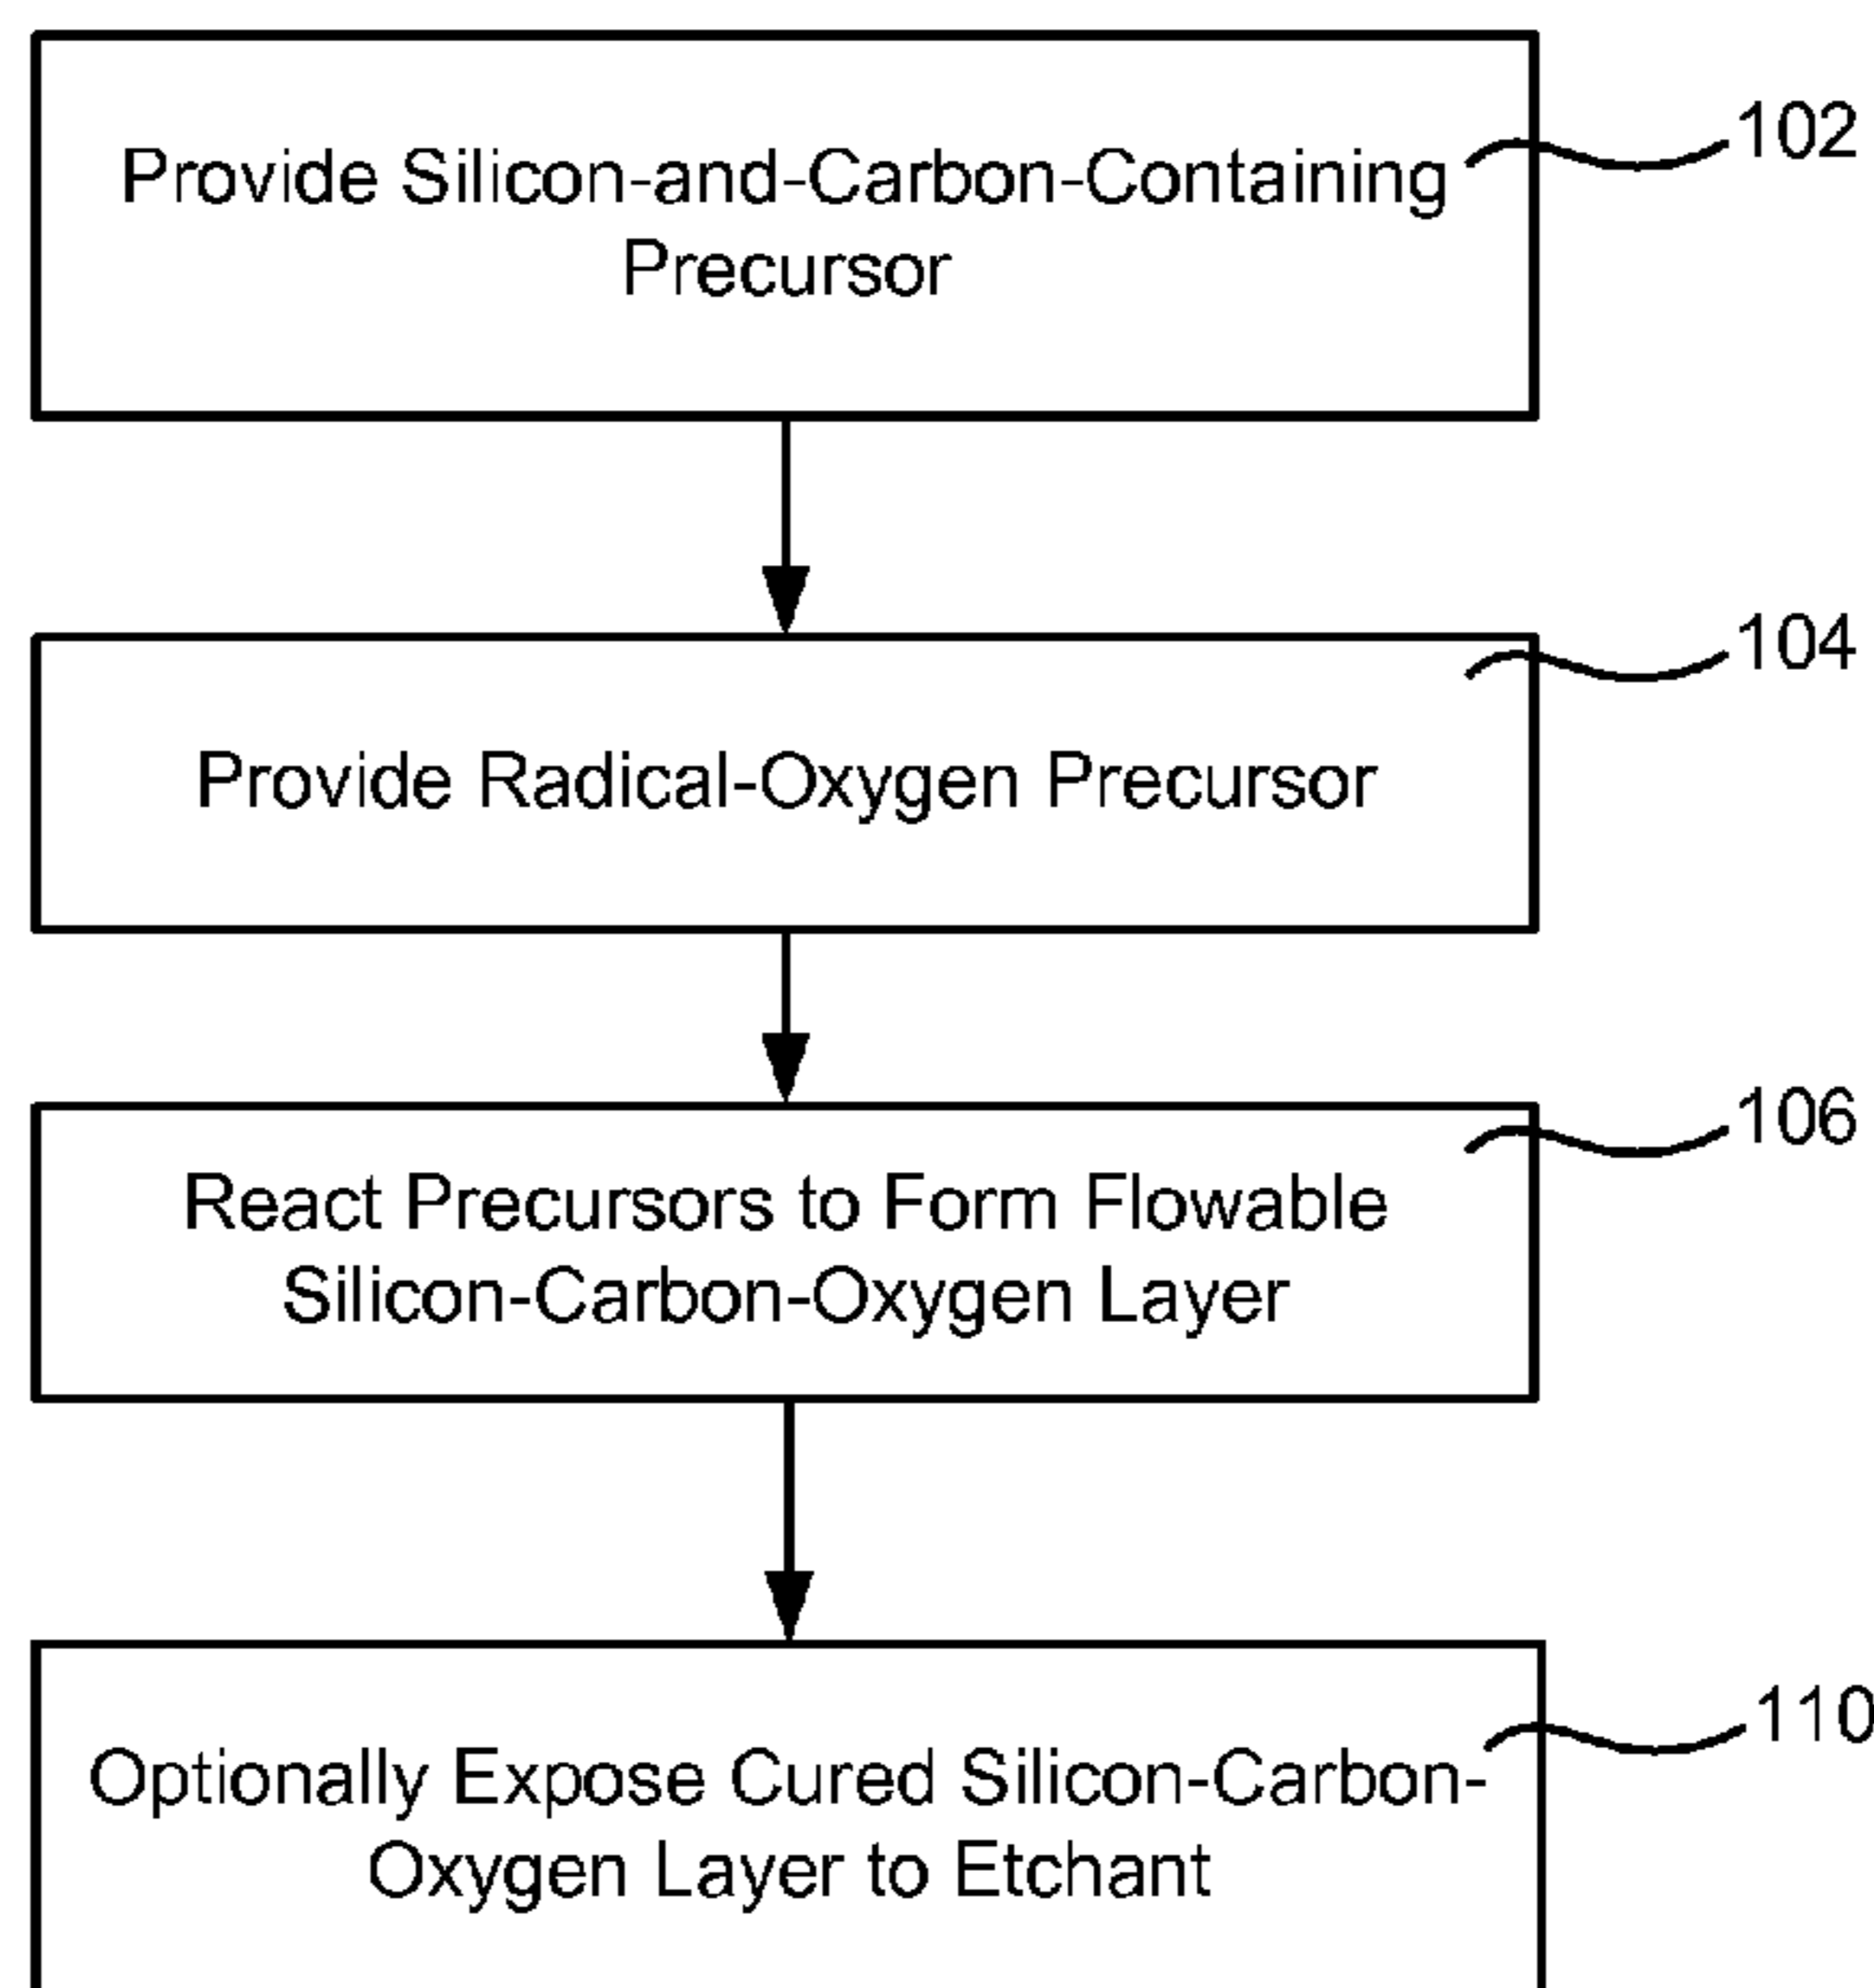 Provide Silicon-and-Carbon-Containing
Precursor
102
Provide Radical-Oxygen Precursor
104
React Precursors to Form Flowable
Silicon-Carbon-Oxygen Layer
106
Optionally Expose Cured Silicon-Carbon-
Oxygen Layer to Etchant
110